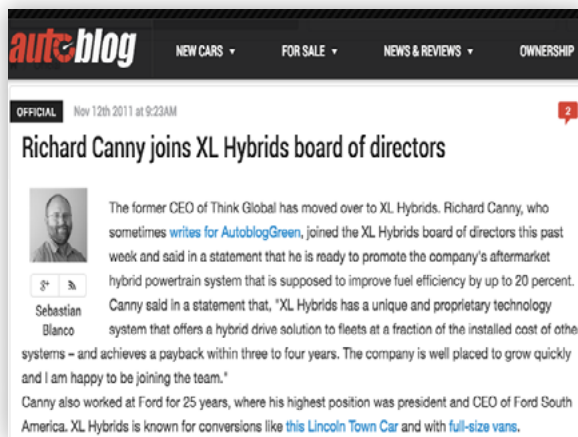 autoblog NEW CARS ▼ FOR SALE ▼ NEWS & REVIEWS ▼ OWNERSHIP
OFFICIAL Nov 12th 2011 at 9:23AM 2
Richard Canny joins XL Hybrids board of directors
The former CEO of Think Global has moved over to XL Hybrids. Richard Canny, who
sometimes writes for AutoblogGreen, joined the XL Hybrids board of directors this past
week and said in a statement that he is ready to promote the company's aftermarket
hybrid powertrain system that is supposed to improve fuel efficiency by up to 20 percent.
Canny said in a statement that, "XL Hybrids has a unique and proprietary technology
system that offers a hybrid drive solution to fleets at a fraction of the installed cost of othe
g+
Sebastian
Blanco
systems – and achieves a payback within three to four years. The company is well placed to grow quickly
and I am happy to be joining the team."
Canny also worked at Ford for 25 years, where his highest position was president and CEO of Ford South
America. XL Hybrids is known for conversions like this Lincoln Town Car and with full-size vans.